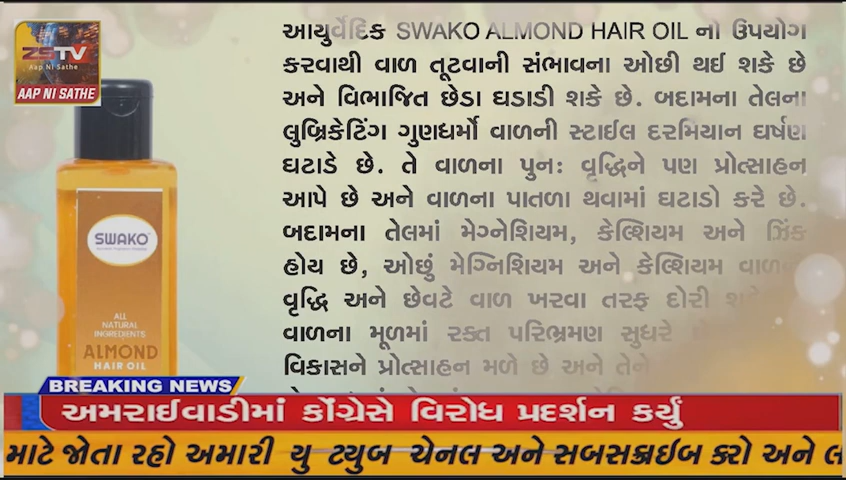 ZSTV
Aap Ni Sathe
AAP NI SATHE
આયુર્વેદિક SWAKO ALMOND HAIR OIL નો ઉપયોગ
કરવાથી વાળ તૂટવાની સંભાવના ઓછી થઈ શકે છે
અને વિભાજિત છેડા ઘડાડી શકે છે. બદામના તેલના
લુબ્રિકેટિંગ ગુણધર્મો વાળની સ્ટાઈલ દરમિયાન ઘર્ષણ
ઘટાડે છે. તે વાળના પુનઃ વૃદ્ધિને પણ પ્રોત્સાહન
આપે છે અને વાળના પાતળા થવામાં ઘટાડો કરે છે.
બદામના તેલમાં મેગ્નેશિયમ, કેલ્શિયમ અને ઝિંક
હોય છે, ઓછું મેગ્નિશિયમ અને કેલ્શિયમ
વૃદ્ધિ અને છેવટે વાળ ખરવા તરફ દોરી
વાળના મૂળમાં રક્ત પરિભ્રમણ સુધરે
વિકાસને પ્રોત્સાહન મળે છે અને તેને
SWAKO
ALL
NATURAL
INGREDIENTS
ALMOND
HAIR OIL
BREAKING NEWS
અમરાઈવાડીમાં કોંગ્રેસે વિરોધ પ્રદર્શન કર્યું
માટે જોતા રહો અમારી યુ ટ્યુબ ચેનલ અને સબસક્રાઇબ કરો અને લ